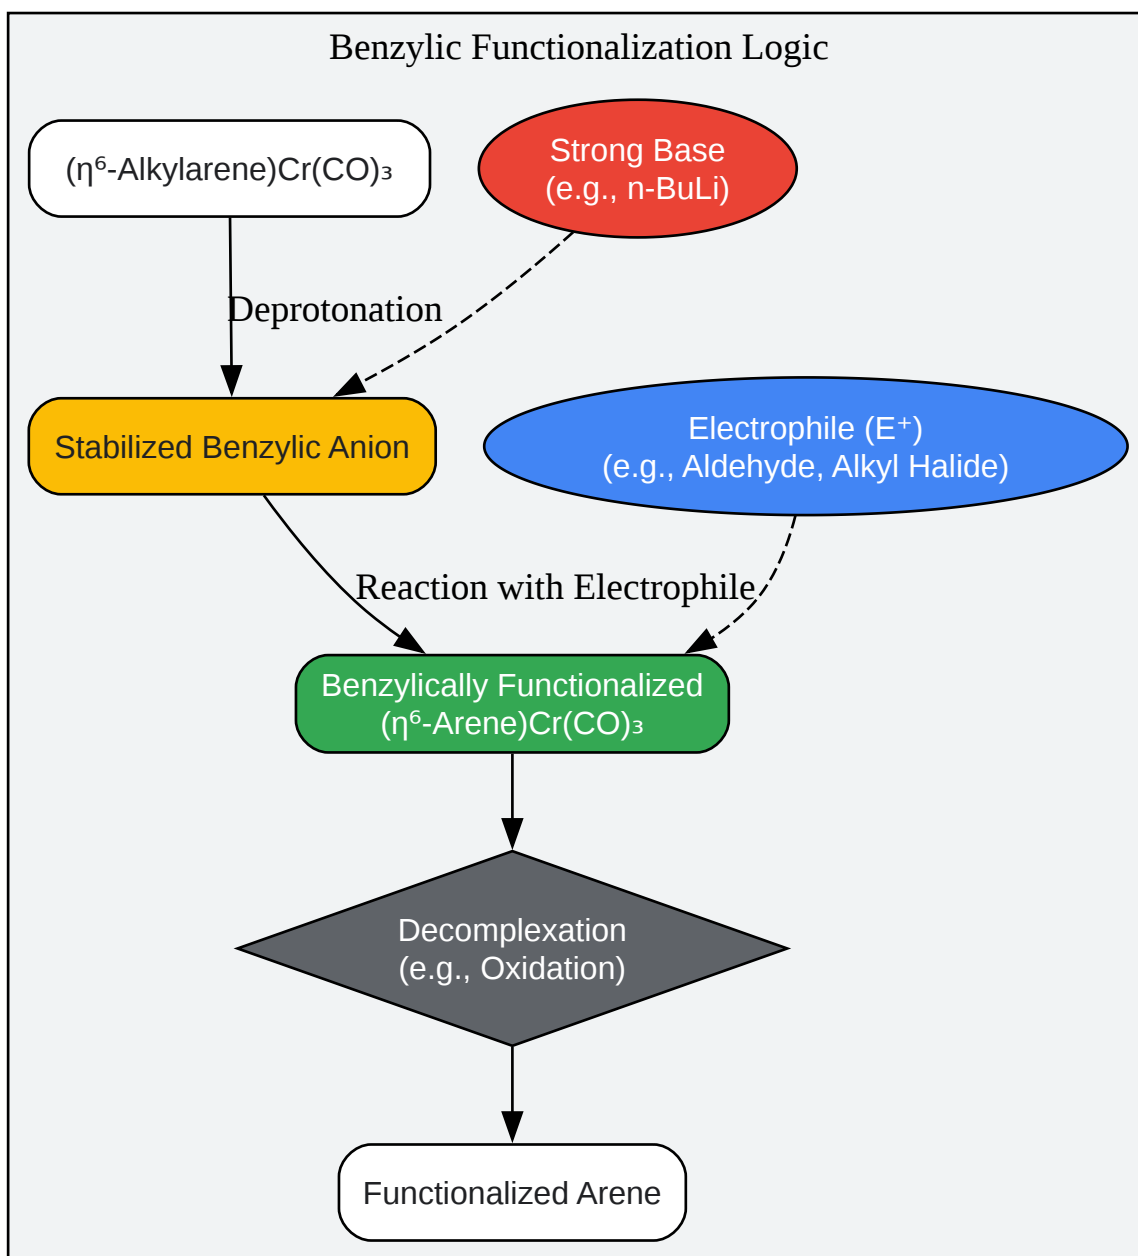 Benzylic Functionalization Logic
(η⁶-Alkylarene)Cr(CO)₃
Strong Base
(e.g., n-BuLi)
Deprotonation
Stabilized Benzylic Anion
Electrophile (E⁺)
(e.g., Aldehyde, Alkyl Halide)
Reaction with Electrophile
Benzylically Functionalized
(η⁶-Arene)Cr(CO)₃
Decomplexation
(e.g., Oxidation)
Functionalized Arene